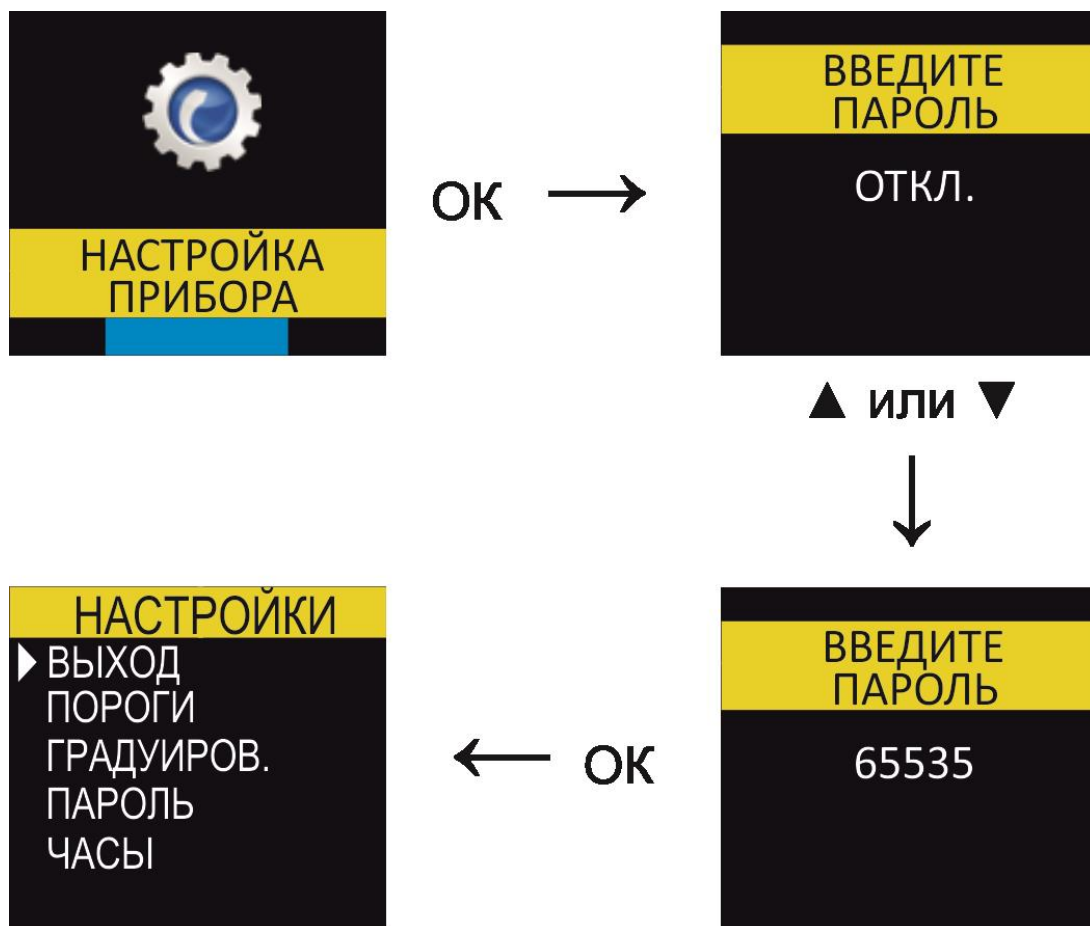 НАСТРОЙКА
ПРИБОРА
ОК →
ВВЕДИТЕ
ПАРОЛЬ
ОТКЛ.
▲ или ▼
↓
ВВЕДИТЕ
ПАРОЛЬ
65535
← ОК
НАСТРОЙКИ
▶ ВЫХОД
ПОРОГИ
ГРАДУИРОВ.
ПАРОЛЬ
ЧАСЫ